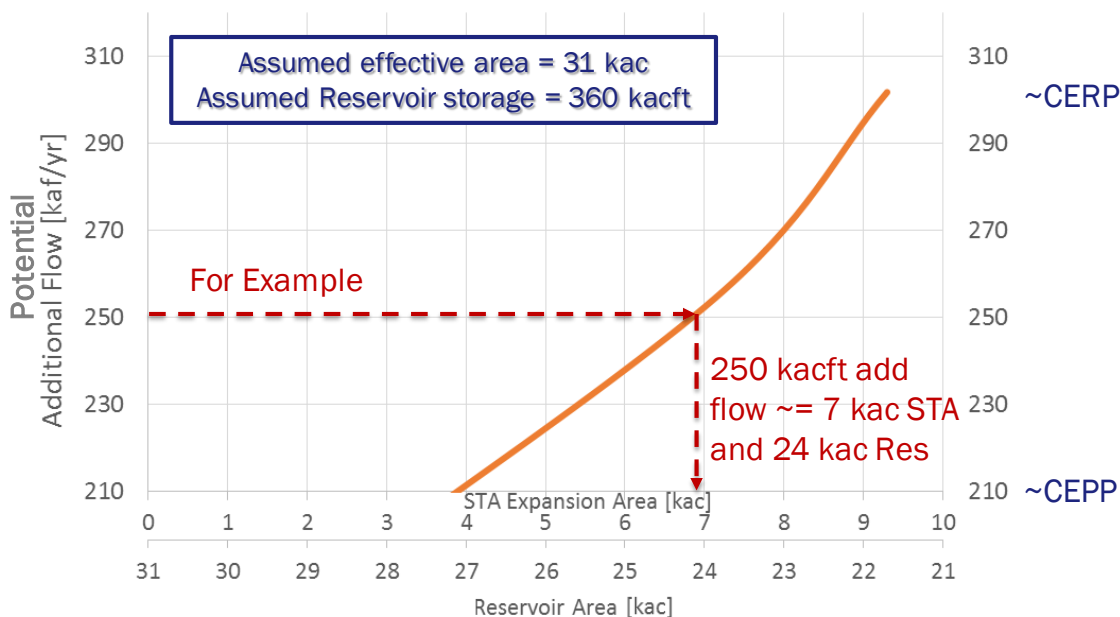 Assumed effective area = 31 kac
Assumed Reservoir storage = 360 kacft
310
290
270
250
230
210
Potential
Additional Flow [kaf/yr]
For Example
250 kacft add
flow ~= 7 kac STA
and 24 kac Res
310
290
270
250
230
210
~CERP
~CEPP
STA Expansion Area [kac]
0 1 2 3 4 5 6 7 8 9 10
31 30 29 28 27 26 25 24 23 22 21
Reservoir Area [kac]